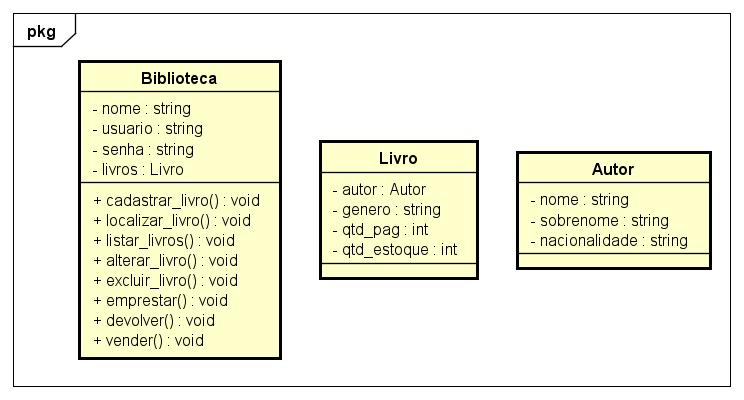 pkg
Biblioteca
- nome : string
- usuario : string
- senha : string
- livros : Livro
+ cadastrar_livro() : void
+ localizar_livro() : void
+ listar_livros() : void
+ alterar_livro() : void
+ excluir_livro() : void
+ emprestar() : void
+ devolver() : void
+ vender() : void
Livro
- autor : Autor
- genero : string
- qtd_pag : int
- qtd_estoque : int
Autor
- nome : string
- sobrenome : string
- nacionalidade : string